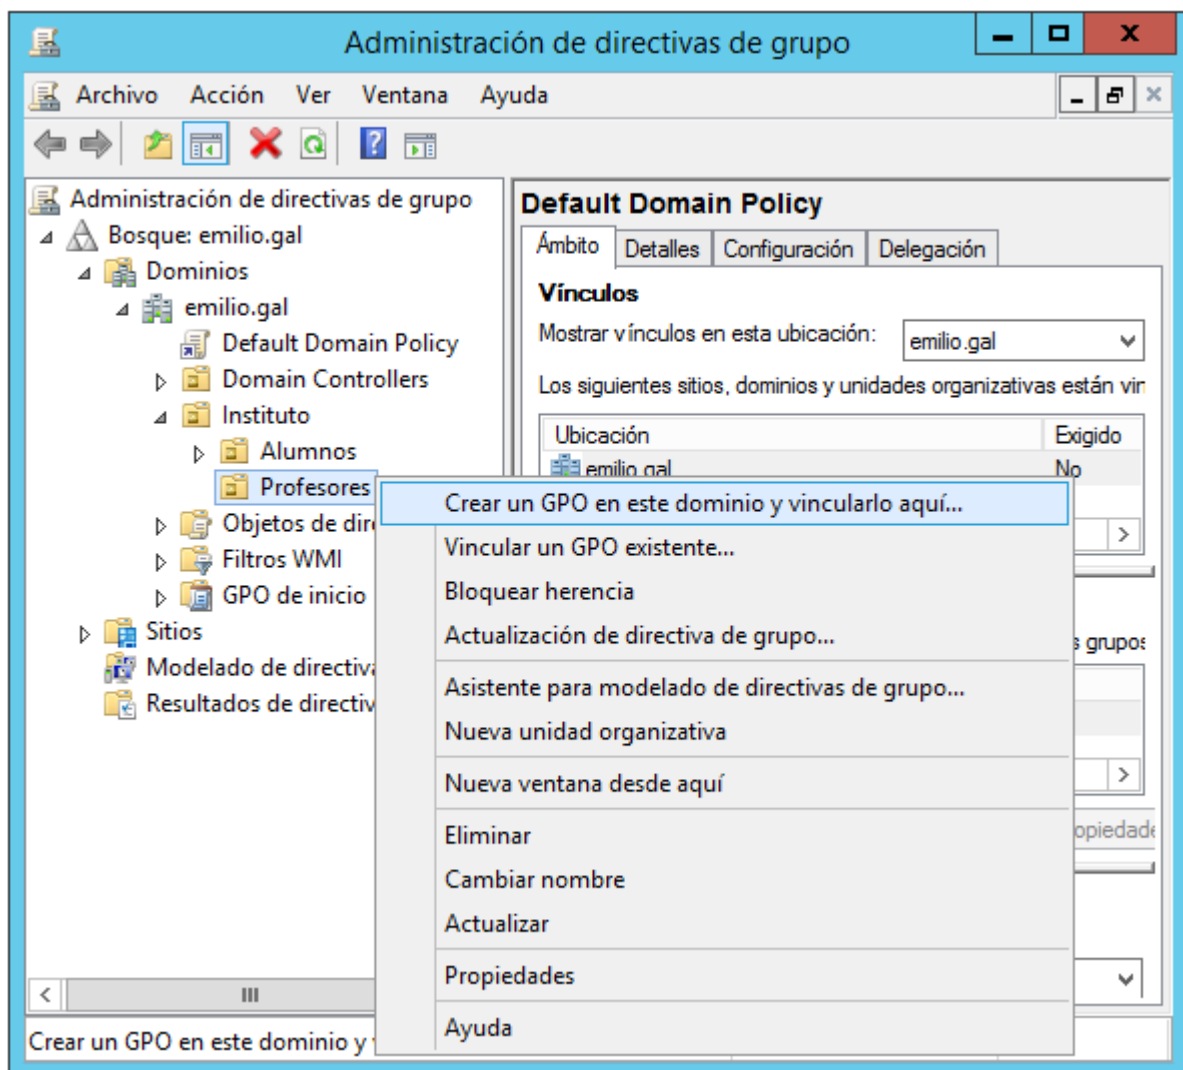 Administración de directivas de grupo
Archivo Acción Ver Ventana Ayuda
Administración de directivas de grupo
Bosque: emilio.gal
Dominios
emilio.gal
Default Domain Policy
Domain Controllers
Instituto
Alumnos
Profesores
Objetos de dir
Filtros WMI
GPO de inicio
Sitios
Modelado de directiva
Resultados de directiv
Default Domain Policy
Ámbito Detalles Configuración Delegación
Vínculos
Mostrar vínculos en esta ubicación: emilio.gal
Los siguientes sitios, dominios y unidades organizativas están vin
Ubicación Exigido
emilio.gal No
s grupos
opiedade
Crear un GPO en este dominio y vincularlo aquí...
Vincular un GPO existente...
Bloquear herencia
Actualización de directiva de grupo...
Asistente para modelado de directivas de grupo...
Nueva unidad organizativa
Nueva ventana desde aquí
Eliminar
Cambiar nombre
Actualizar
Propiedades
Ayuda
Crear un GPO en este dominio y